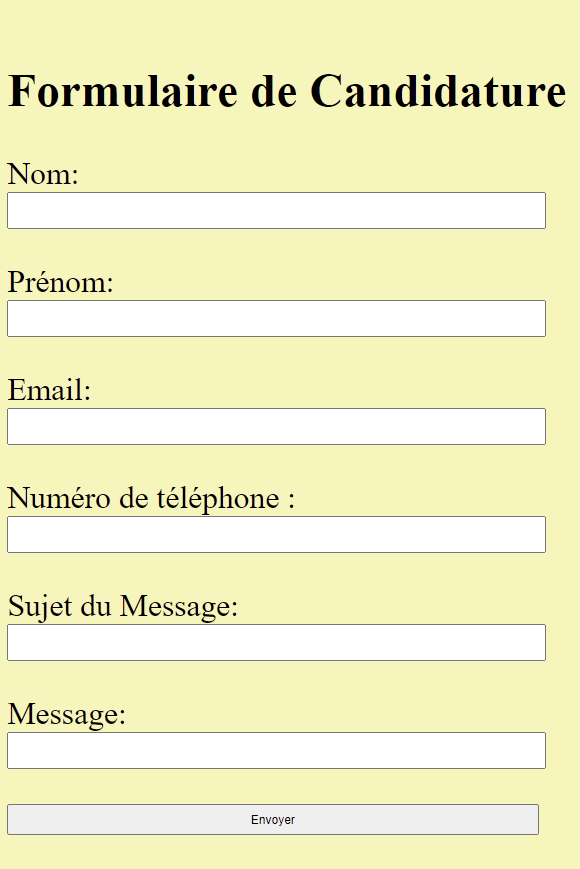 Formulaire de Candidature
Nom:
Prénom:
Email:
Numéro de téléphone :
Sujet du Message:
Message:
Envoyer